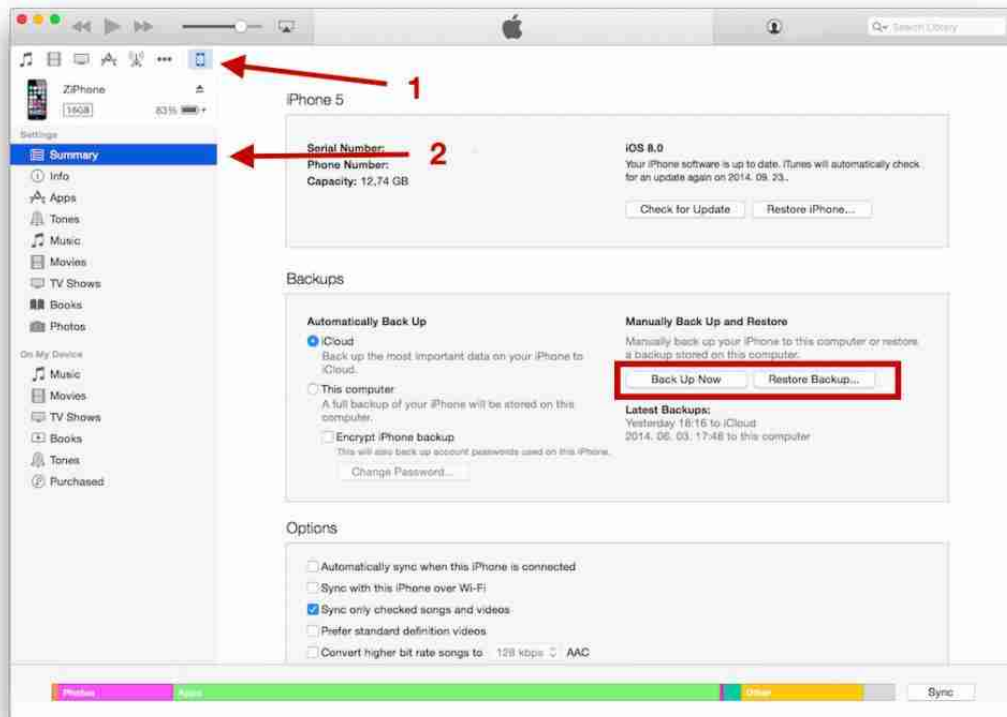 Search Library
1
ZiPhone
16GB
83%
iPhone 5
Settings
Summary
2
Info
Apps
Tones
Music
Movies
TV Shows
Books
Photos
On My Device
Music
Movies
TV Shows
Books
Tones
Purchased
Serial Number:
Phone Number:
Capacity: 12,74 GB
iOS 8.0
Your iPhone software is up to date. iTunes will automatically check
for an update again on 2014. 09. 23..
Check for Update
Restore iPhone...
Backups
Automatically Back Up
iCloud
Back up the most important data on your iPhone to
iCloud.
This computer
A full backup of your iPhone will be stored on this
computer.
Encrypt iPhone backup
This will also back up account passwords used on this iPhone.
Change Password...
Manually Back Up and Restore
Manually back up your iPhone to this computer or restore
a backup stored on this computer.
Back Up Now
Restore Backup...
Latest Backups:
Yesterday 18:16 to iCloud
2014. 06. 03. 17:48 to this computer
Options
Automatically sync when this iPhone is connected
Sync with this iPhone over Wi-Fi
Sync only checked songs and videos
Prefer standard definition videos
Convert higher bit rate songs to 128 kbps AAC
Photos
Apps
Other
Sync